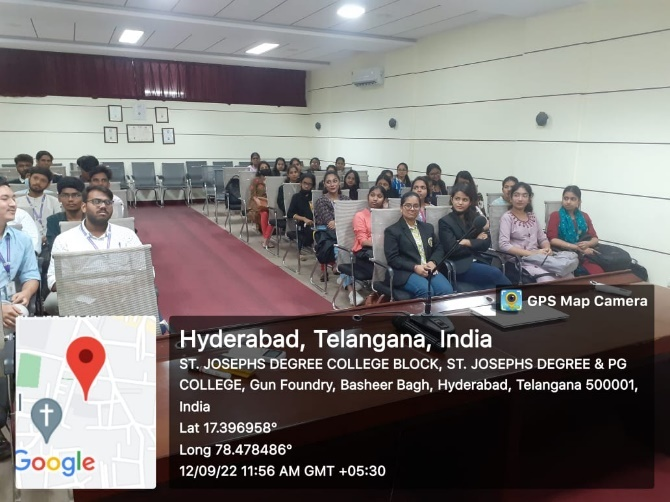 GPS Map Camera
Hyderabad, Telangana, India
ST. JOSEPHS DEGREE COLLEGE BLOCK, ST. JOSEPHS DEGREE & PG
COLLEGE, Gun Foundry, Basheer Bagh, Hyderabad, Telangana 500001,
India
Lat 17.396958°
Long 78.478486°
12/09/22 11:56 AM GMT +05:30
Google